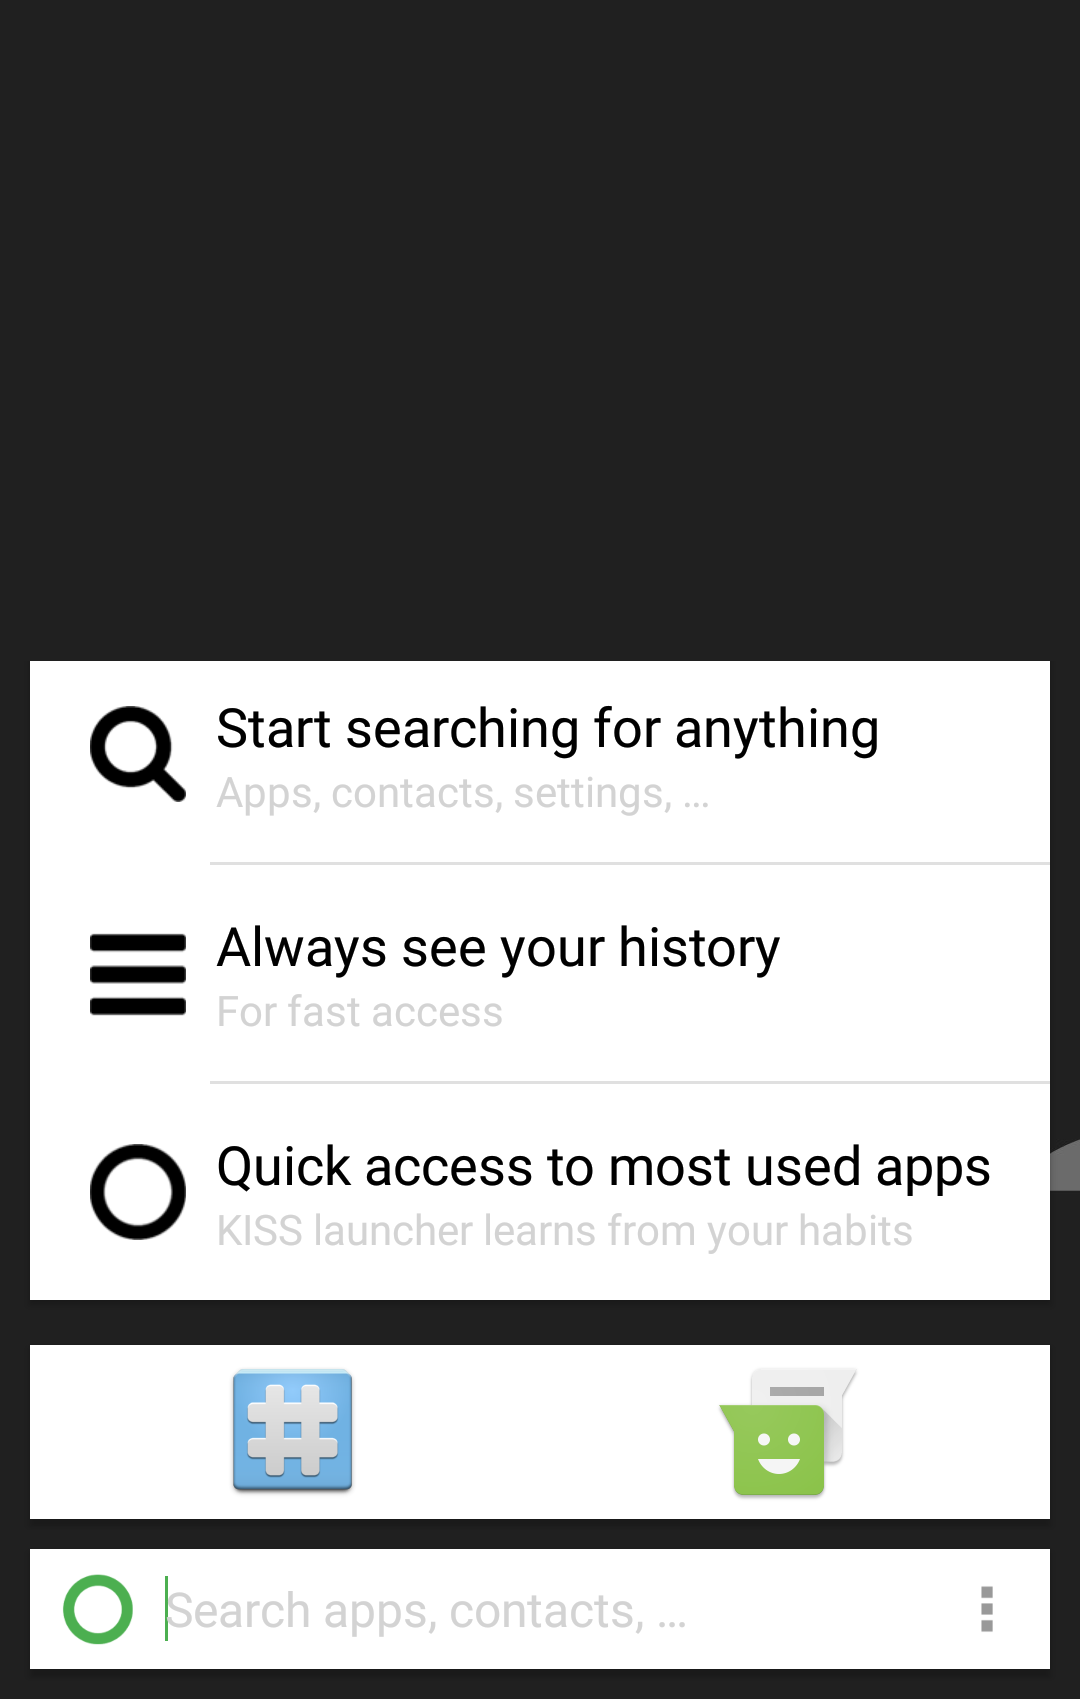 Start searching for anything
Apps, contacts, settings, ...
Always see your history
For fast access
Quick access to most used apps
KISS launcher learns from your habits
Search apps, contacts, ...